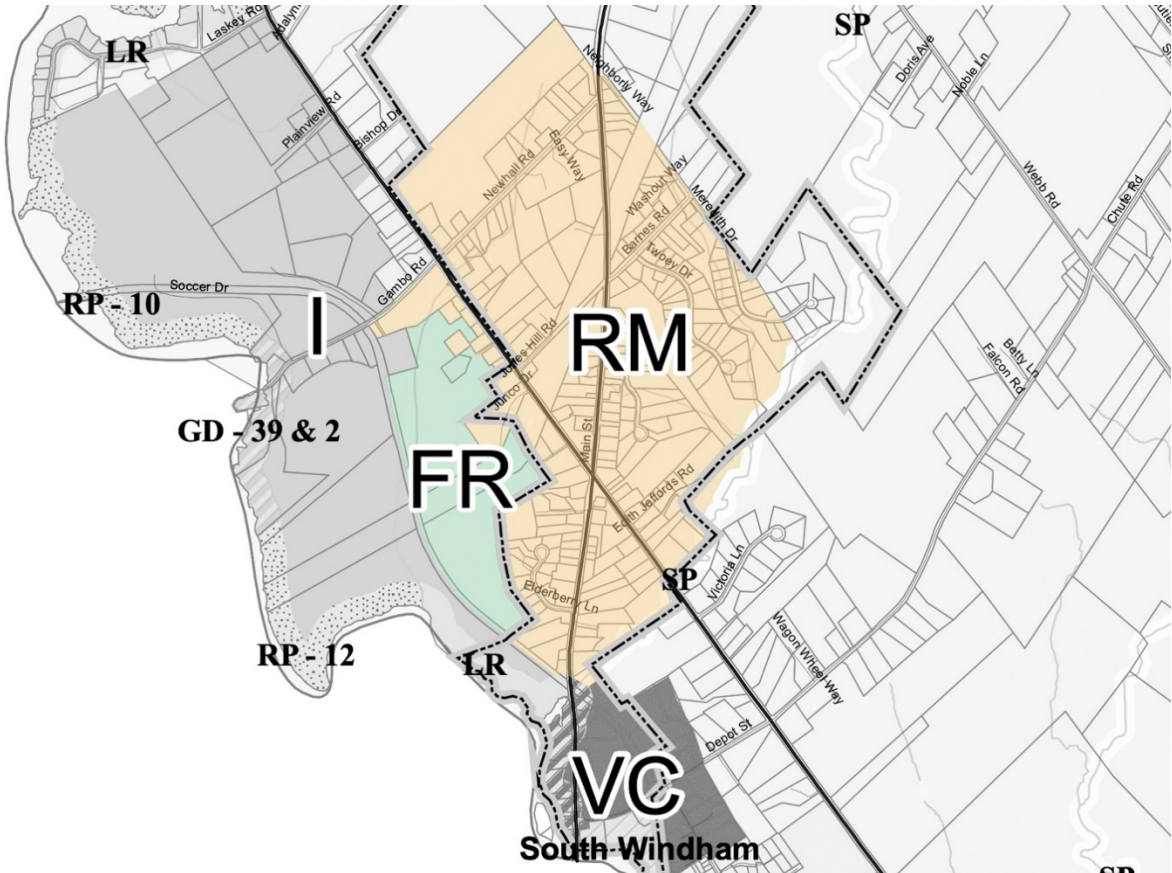 Laskey Rd
LR
SP
Doris Ave
Noble Ln
Neighborly Way
Plainview Rd
Bishop Dr
Easy Way
Newhall Rd
Webb Rd
Chute Rd
Washout Way
Meredith Dr
Barnes Rd
Twpey Dr
Gambo Rd
Soccer Dr
RP - 10
I
RM
Jones Hill Rd
Junco Dr
Betty Ln
Falcon Rd
GD - 39 & 2
Main St
FR
Edith Jeffords Rd
SP
Victoria Ln
Elderberry Ln
Wagon Wheel Way
RP - 12
LR
Depot St
VC
South Windham
SP